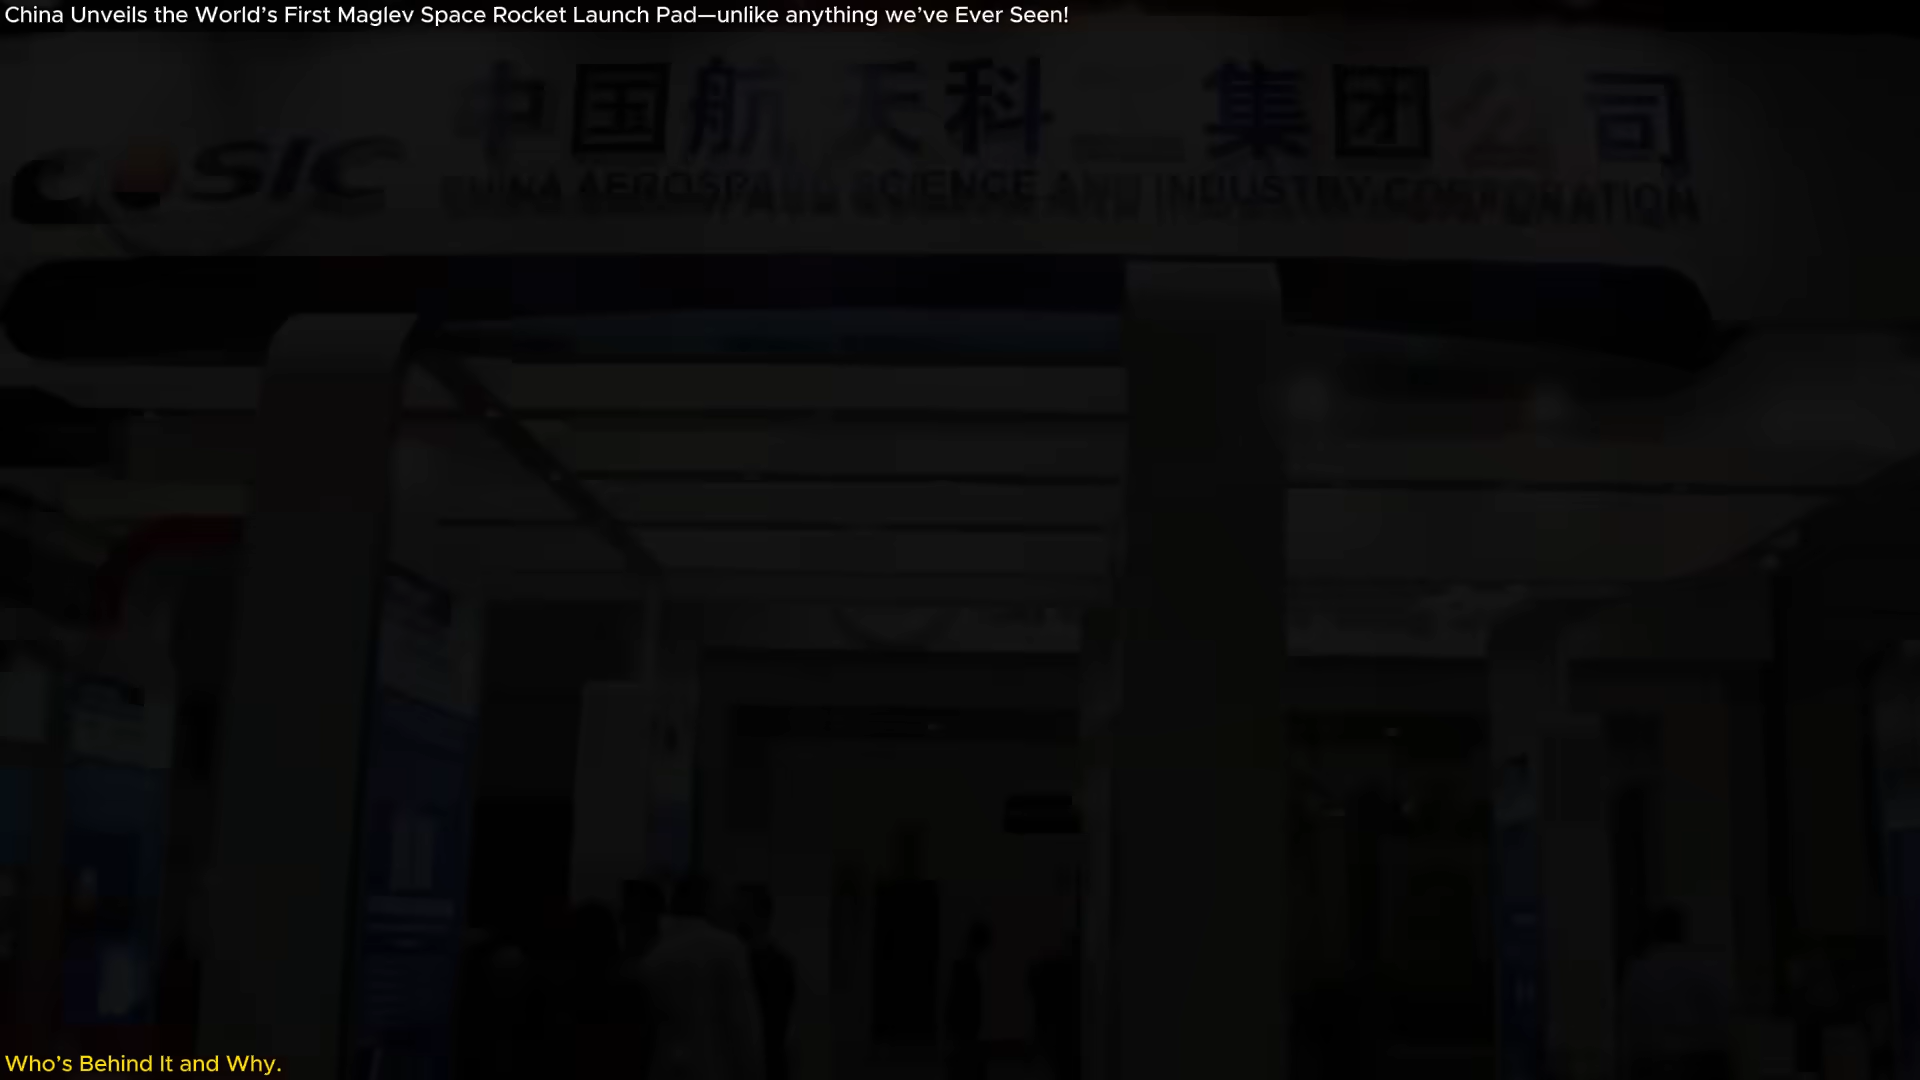 China Unveils the World’s First Maglev Space Rocket Launch Pad—unlike anything we’ve Ever Seen!
中国航天科工集团公司
CASIC
CHINA AEROSPACE SCIENCE AND INDUSTRY CORPORATION
Who’s Behind It and Why.